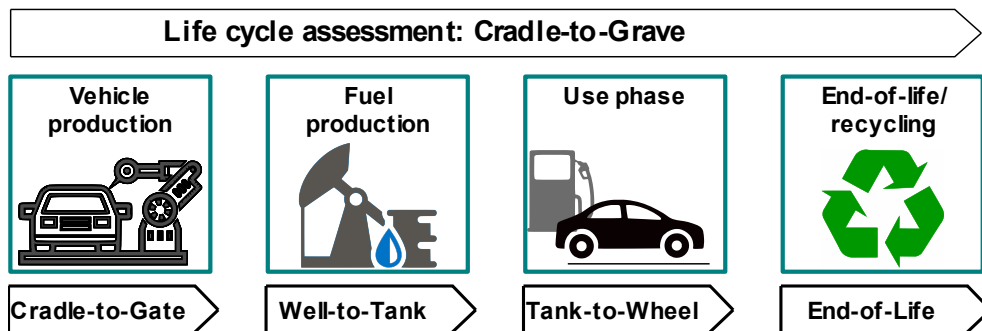 Life cycle assessment: Cradle-to-Grave
Vehicle
production
Fuel
production
Use phase
End-of-life/
recycling
Cradle-to-Gate
Well-to-Tank
Tank-to-Wheel
End-of-Life